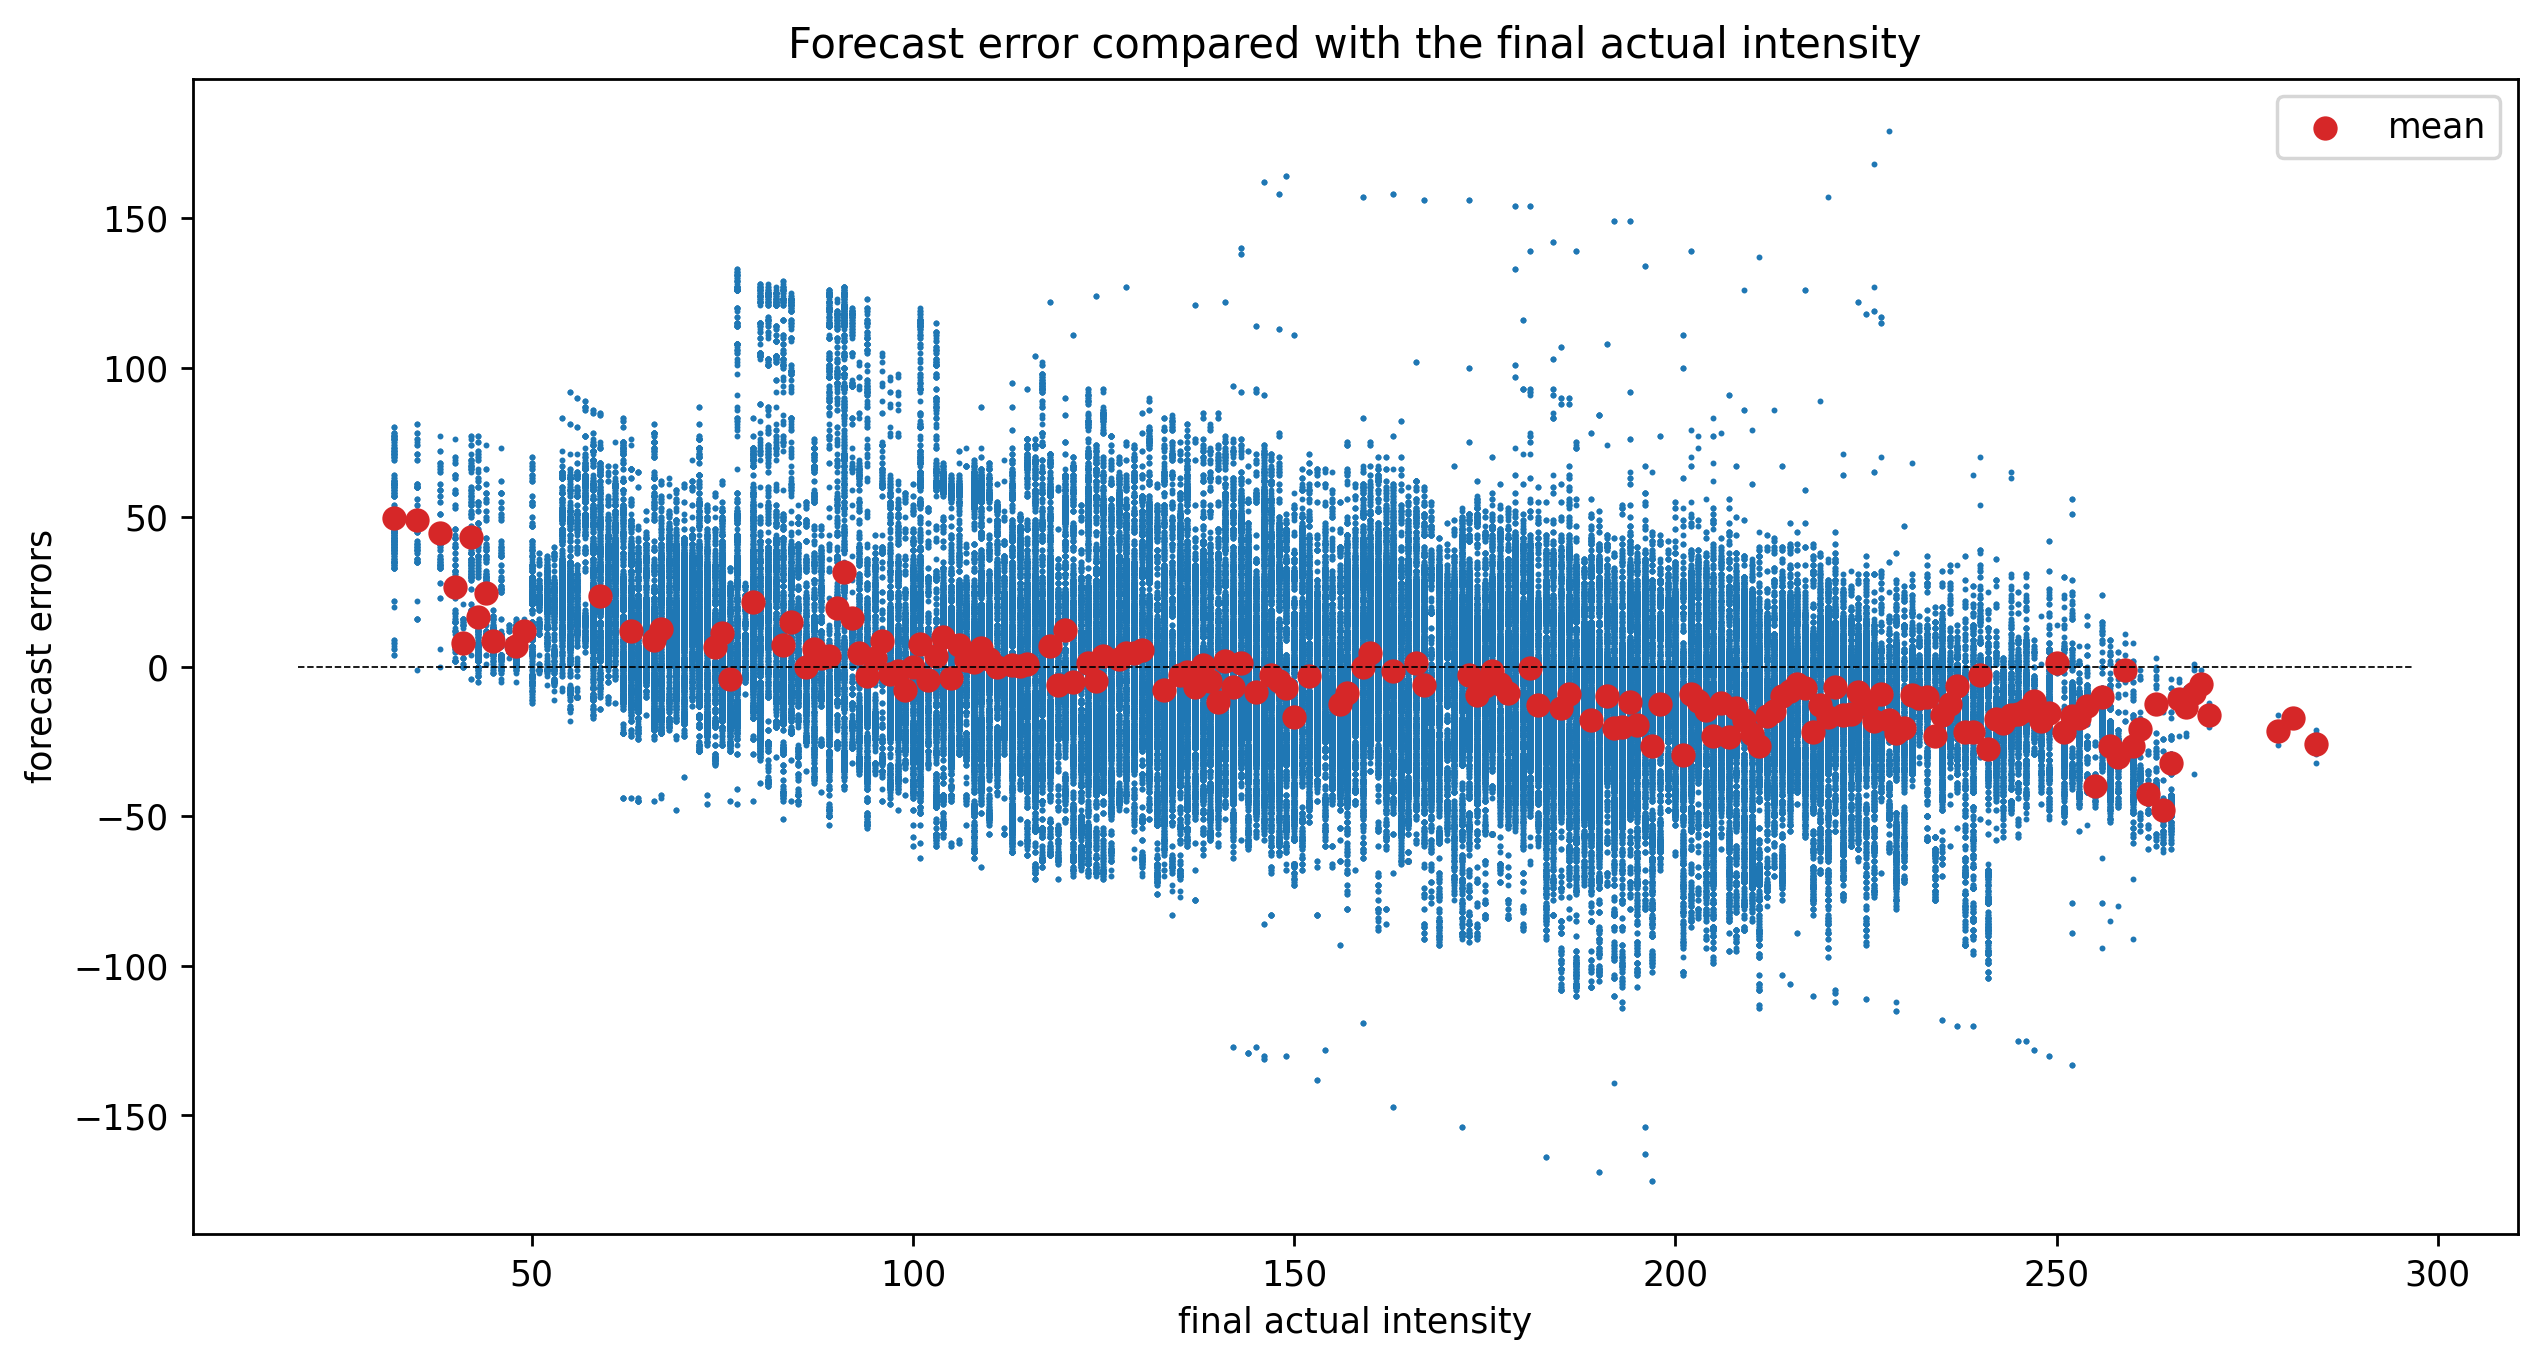 Forecast error compared with the final actual intensity
mean
forecast errors
150
100
50
0
−50
−100
−150
50 100 150 200 250 300
final actual intensity